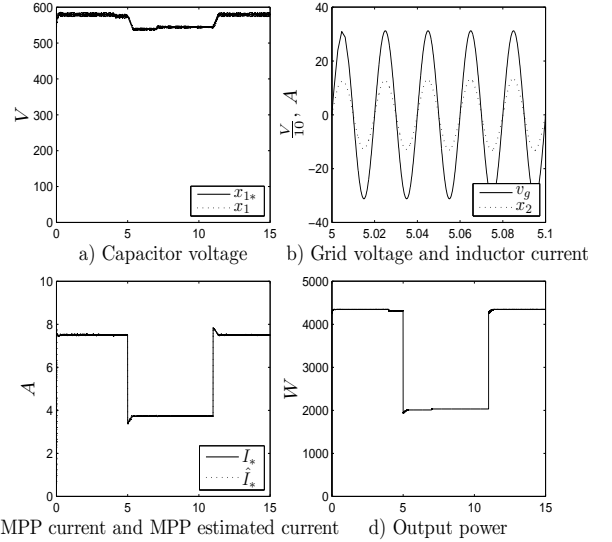 600
500
400
300
200
100
0
V
x₁*
x₁
0 5 10 15
a) Capacitor voltage
40
20
0
−20
−40
V/10, A
v_g
x₂
5 5.02 5.04 5.06 5.08 5.1
b) Grid voltage and inductor current
10
8
6
4
2
0
A
I*
Î*
0 5 10 15
MPP current and MPP estimated current
5000
4000
3000
2000
1000
0
W
0 5 10 15
d) Output power